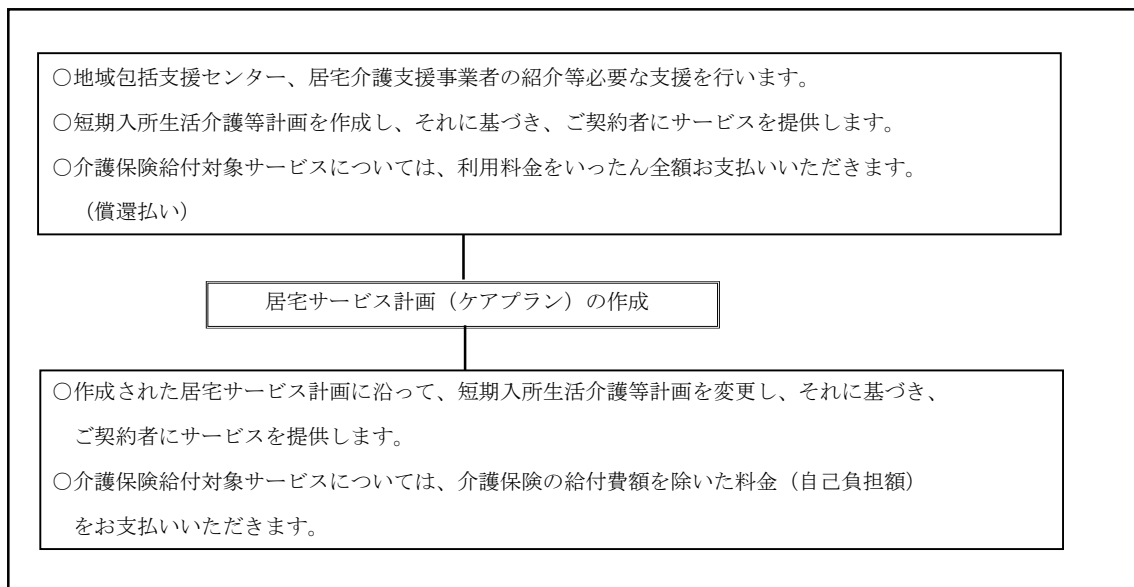 ○地域包括支援センター、居宅介護支援事業者の紹介等必要な支援を行います。
○短期入所生活介護等計画を作成し、それに基づき、ご契約者にサービスを提供します。
○介護保険給付対象サービスについては、利用料金をいったん全額お支払いいただきます。
（償還払い）
居宅サービス計画（ケアプラン）の作成
○作成された居宅サービス計画に沿って、短期入所生活介護等計画を変更し、それに基づき、
ご契約者にサービスを提供します。
○介護保険給付対象サービスについては、介護保険の給付費額を除いた料金（自己負担額）
をお支払いいただきます。